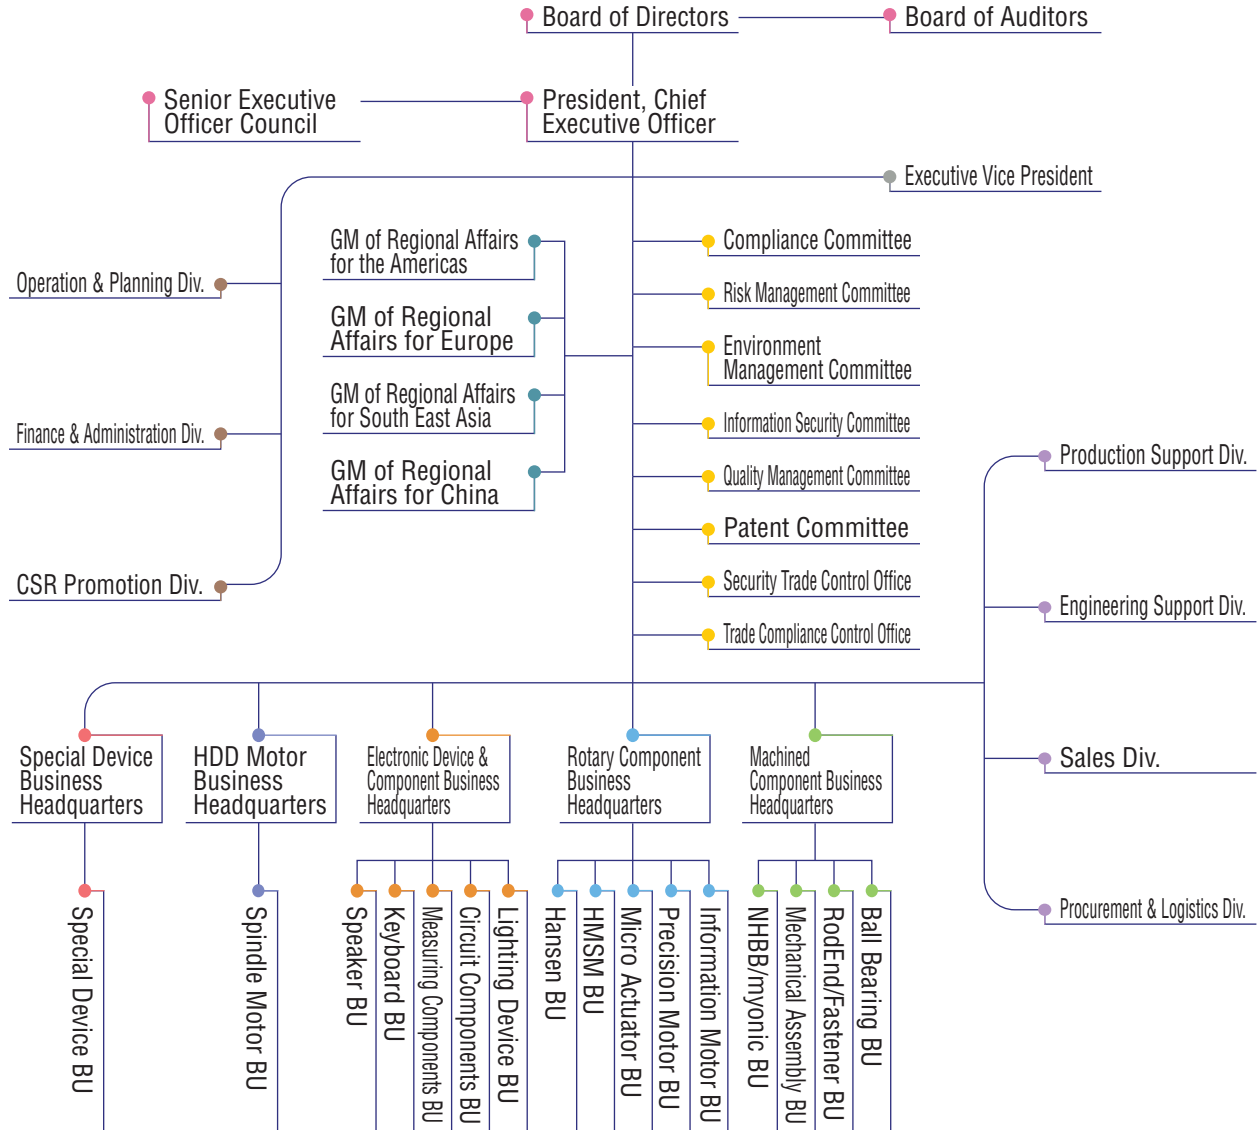 Board of Directors
Board of Auditors
Senior Executive
Officer Council
President, Chief
Executive Officer
Executive Vice President
Operation & Planning Div.
Finance & Administration Div.
CSR Promotion Div.
GM of Regional Affairs
for the Americas
GM of Regional
Affairs for Europe
GM of Regional Affairs
for South East Asia
GM of Regional
Affairs for China
Compliance Committee
Risk Management Committee
Environment
Management Committee
Information Security Committee
Quality Management Committee
Patent Committee
Security Trade Control Office
Trade Compliance Control Office
Production Support Div.
Engineering Support Div.
Sales Div.
Procurement & Logistics Div.
Special Device
Business
Headquarters
HDD Motor
Business
Headquarters
Electronic Device &
Component Business
Headquarters
Rotary Component
Business
Headquarters
Machined
Component Business
Headquarters
Special Device BU
Spindle Motor BU
Speaker BU
Keyboard BU
Measuring Components BU
Circuit Components BU
Lighting Device BU
Hansen BU
HMSM BU
Micro Actuator BU
Precision Motor BU
Information Motor BU
NHBB/myonic BU
Mechanical Assembly BU
RodEnd/Fastener BU
Ball Bearing BU